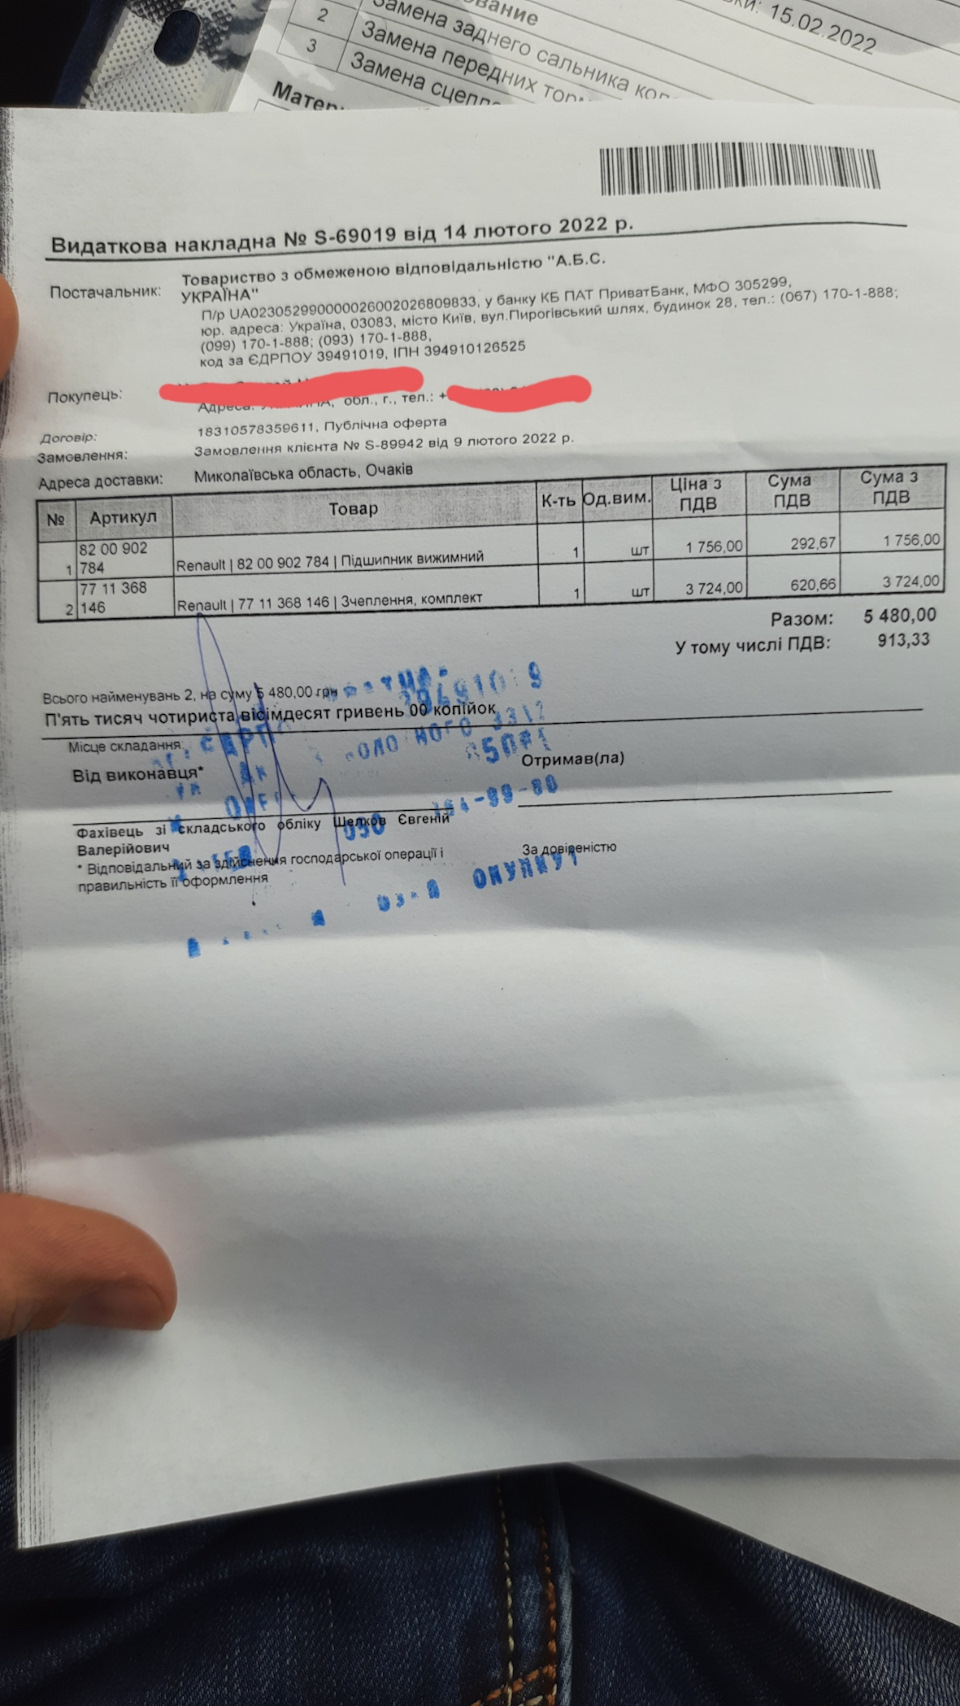 15.02.2022
2 Замена заднего сальника
3 Замена передних
Замена
Видаткова накладна № S-69019 від 14 лютого 2022 р.
Постачальник: Товариство з обмеженою відповідальністю "А.Б.С.
УКРАЇНА"
П/р UA023052990000026002026809833, у банку КБ ПАТ ПриватБанк, МФО 305299,
юр. адреса: Україна, 03083, місто Київ, вул.Пирогівський шлях, будинок 28, тел.: (067) 170-1-888;
(099) 170-1-888; (093) 170-1-888,
код за ЄДРПОУ 39491019, ІПН 394910126525
Покупець:
Адреса: обл., г., тел.: +
Договір: 18310578359611, Публічна оферта
Замовлення: Замовлення клієнта № S-89942 від 9 лютого 2022 р.
Адреса доставки: Миколаївська область, Очаків
№ Артикул Товар К-ть Од.вим. Ціна з ПДВ Сума ПДВ Сума з ПДВ
1 82 00 902 784 Renault | 82 00 902 784 | Підшипник вижимний 1 шт 1 756,00 292,67 1 756,00
2 77 11 368 146 Renault | 77 11 368 146 | Зчеплення, комплект 1 шт 3 724,00 620,66 3 724,00
Разом: 5 480,00
У тому числі ПДВ: 913,33
Всього найменувань 2, на суму 5 480,00 грн
П'ять тисяч чотириста вісімдесят гривень 00 копійок
Місце складання:
Від виконавця* Отримав(ла)
Фахівець зі складського обліку Шелков Євгеній
Валерійович
За довіреністю
* Відповідальний за здійснення господарської операції і
правильність її оформлення